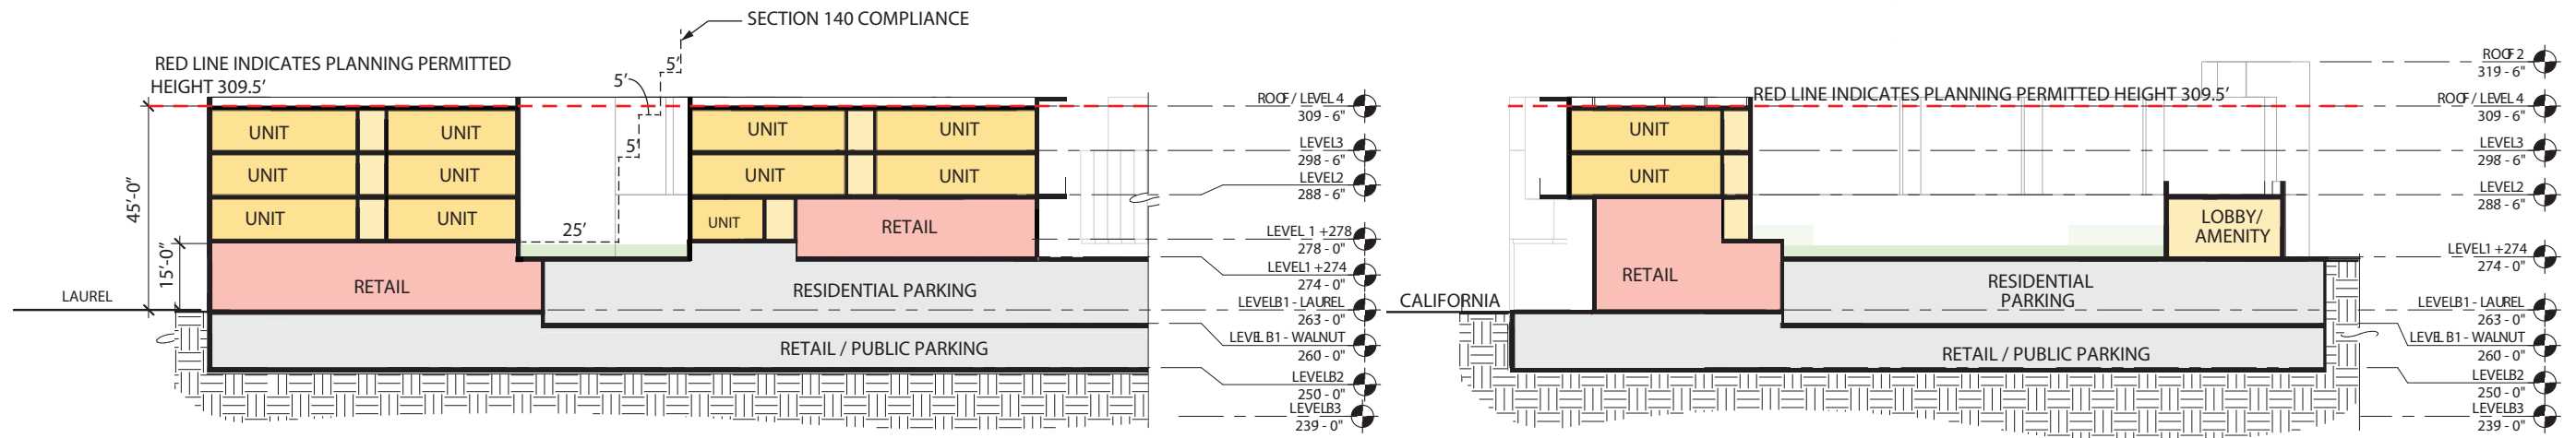 SECTION 140 COMPLIANCE
RED LINE INDICATES PLANNING PERMITTED
HEIGHT 309.5'
5'
5'
5'
25'
45'-0"
15'-0"
LAUREL
UNIT
UNIT
UNIT
UNIT
UNIT
UNIT
UNIT
UNIT
UNIT
UNIT
UNIT
RETAIL
RETAIL
RESIDENTIAL PARKING
RETAIL / PUBLIC PARKING
ROOF / LEVEL 4
309 - 6"
LEVEL3
298 - 6"
LEVEL2
288 - 6"
LEVEL 1 +278
278 - 0"
LEVEL1 +274
274 - 0"
LEVELB1 - LAUREL
263 - 0"
LEVEL B1 - WALNUT
260 - 0"
LEVELB2
250 - 0"
LEVELB3
239 - 0"
RED LINE INDICATES PLANNING PERMITTED HEIGHT 309.5'
UNIT
UNIT
RETAIL
LOBBY/
AMENITY
CALIFORNIA
RESIDENTIAL
PARKING
RETAIL / PUBLIC PARKING
ROOF 2
319 - 6"
ROOF / LEVEL 4
309 - 6"
LEVEL3
298 - 6"
LEVEL2
288 - 6"
LEVEL1 +274
274 - 0"
LEVELB1 - LAUREL
263 - 0"
LEVEL B1 - WALNUT
260 - 0"
LEVELB2
250 - 0"
LEVELB3
239 - 0"